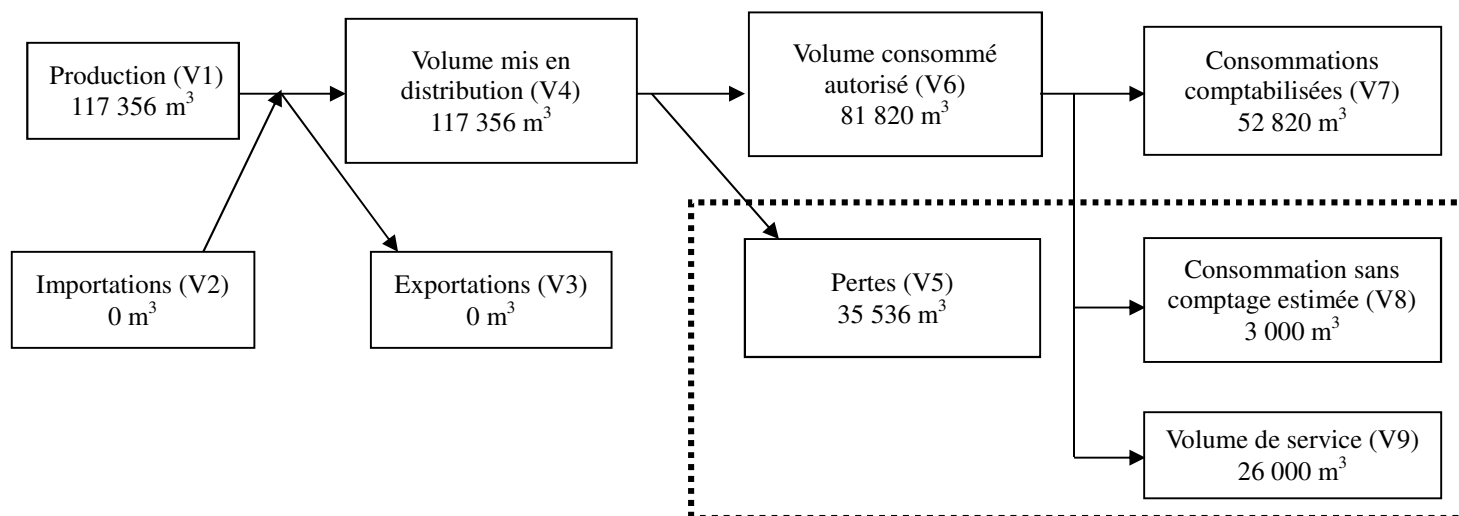 Production (V1)
117 356 m³
Volume mis en
distribution (V4)
117 356 m³
Volume consommé
autorisé (V6)
81 820 m³
Consommations
comptabilisées (V7)
52 820 m³
Importations (V2)
0 m³
Exportations (V3)
0 m³
Pertes (V5)
35 536 m³
Consommation sans
comptage estimée (V8)
3 000 m³
Volume de service (V9)
26 000 m³